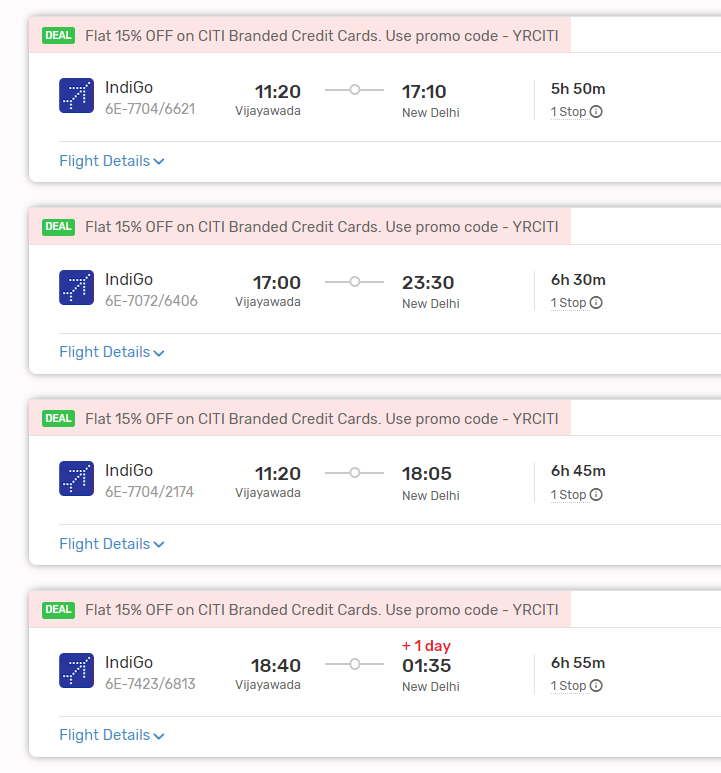 DEAL Flat 15% OFF on CITI Branded Credit Cards. Use promo code - YRCITI
IndiGo 11:20 17:10 5h 50m
6E-7704/6621 Vijayawada New Delhi 1 Stop
Flight Details
DEAL Flat 15% OFF on CITI Branded Credit Cards. Use promo code - YRCITI
IndiGo 17:00 23:30 6h 30m
6E-7072/6406 Vijayawada New Delhi 1 Stop
Flight Details
DEAL Flat 15% OFF on CITI Branded Credit Cards. Use promo code - YRCITI
IndiGo 11:20 18:05 6h 45m
6E-7704/2174 Vijayawada New Delhi 1 Stop
Flight Details
DEAL Flat 15% OFF on CITI Branded Credit Cards. Use promo code - YRCITI
+ 1 day
IndiGo 18:40 01:35 6h 55m
6E-7423/6813 Vijayawada New Delhi 1 Stop
Flight Details